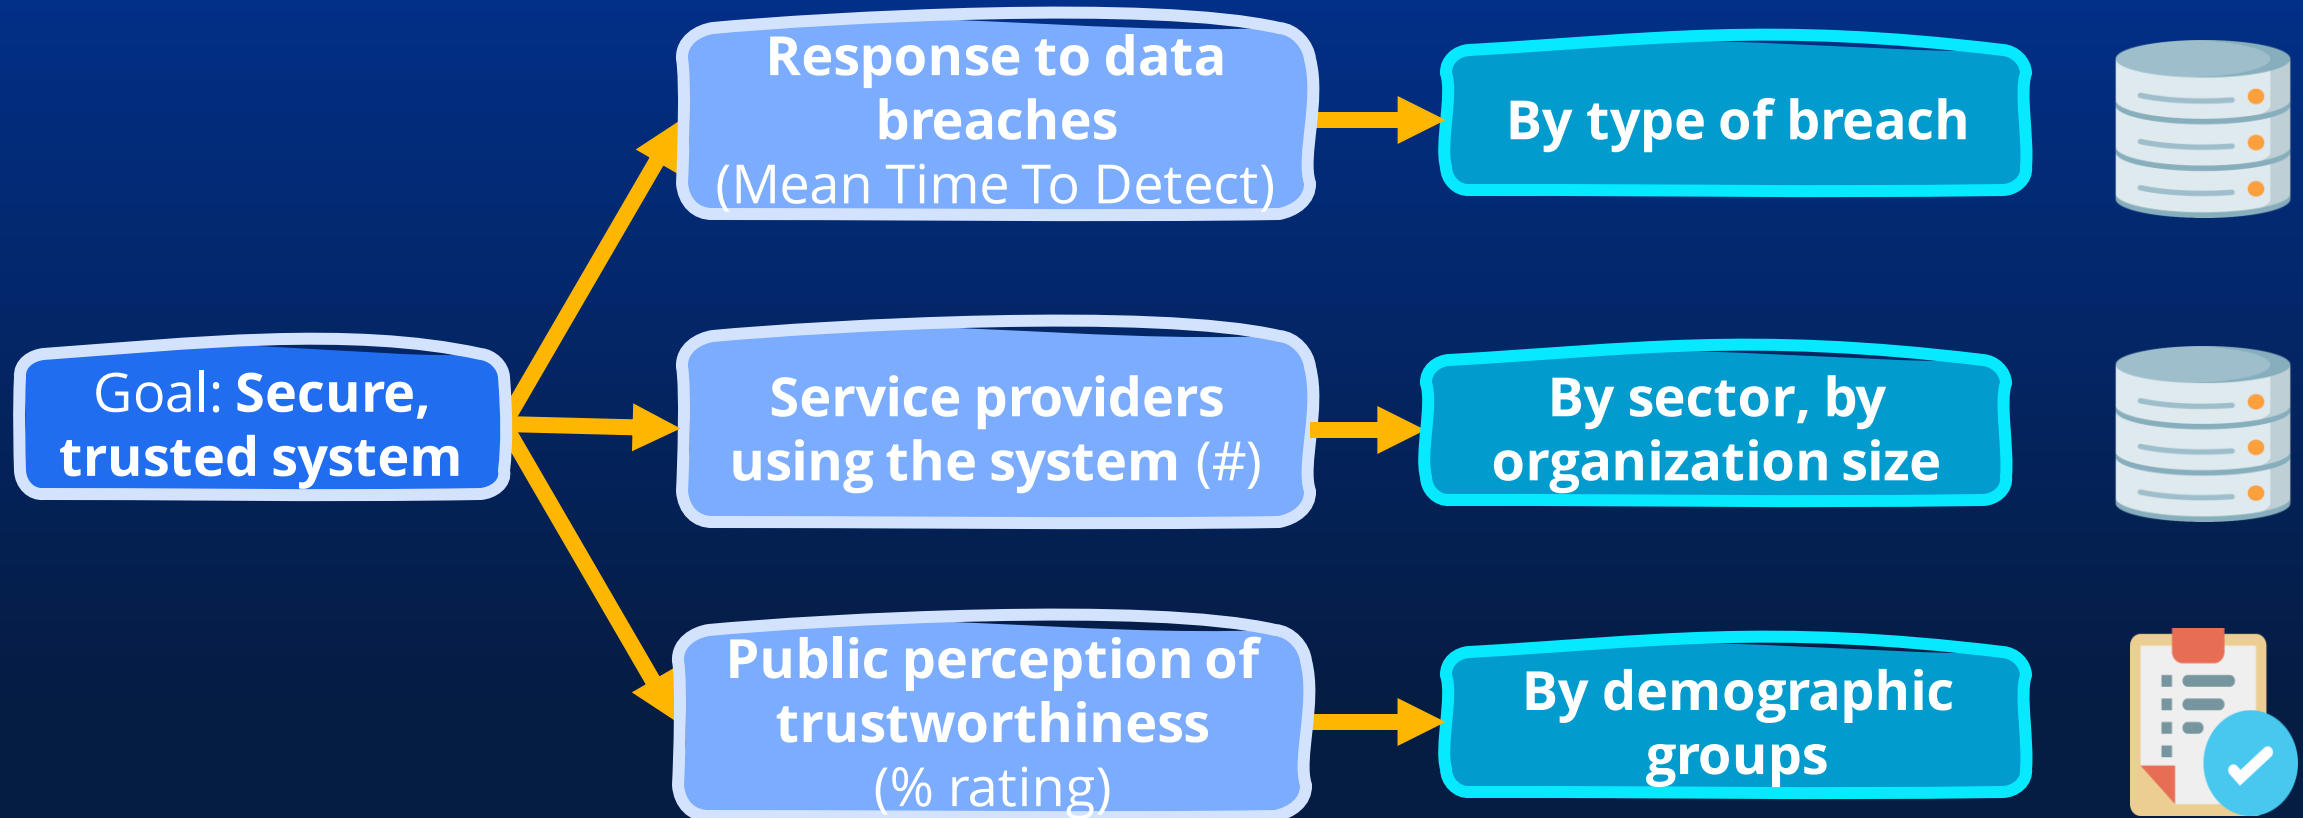 Response to data
breaches
(Mean Time To Detect)
By type of breach
Goal: Secure,
trusted system
Service providers
using the system (#)
By sector, by
organization size
Public perception of
trustworthiness
(% rating)
By demographic
groups